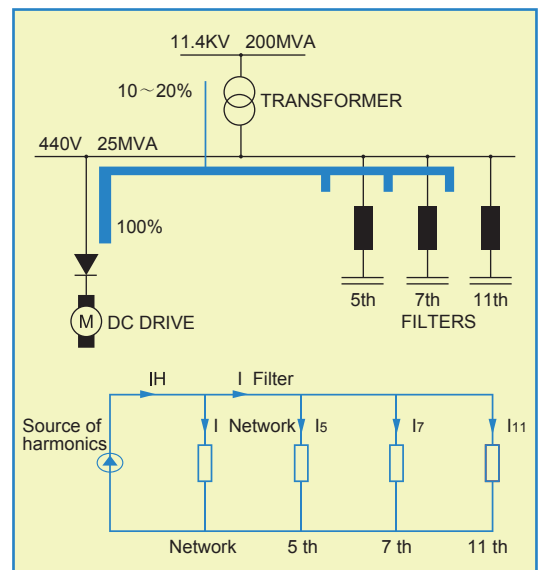 11.4KV 200MVA
10～20%
TRANSFORMER
440V 25MVA
100%
5th 7th 11th
FILTERS
M DC DRIVE
IH I Filter
Source of
harmonics
I Network I5 I7 I11
Network 5 th 7 th 11 th